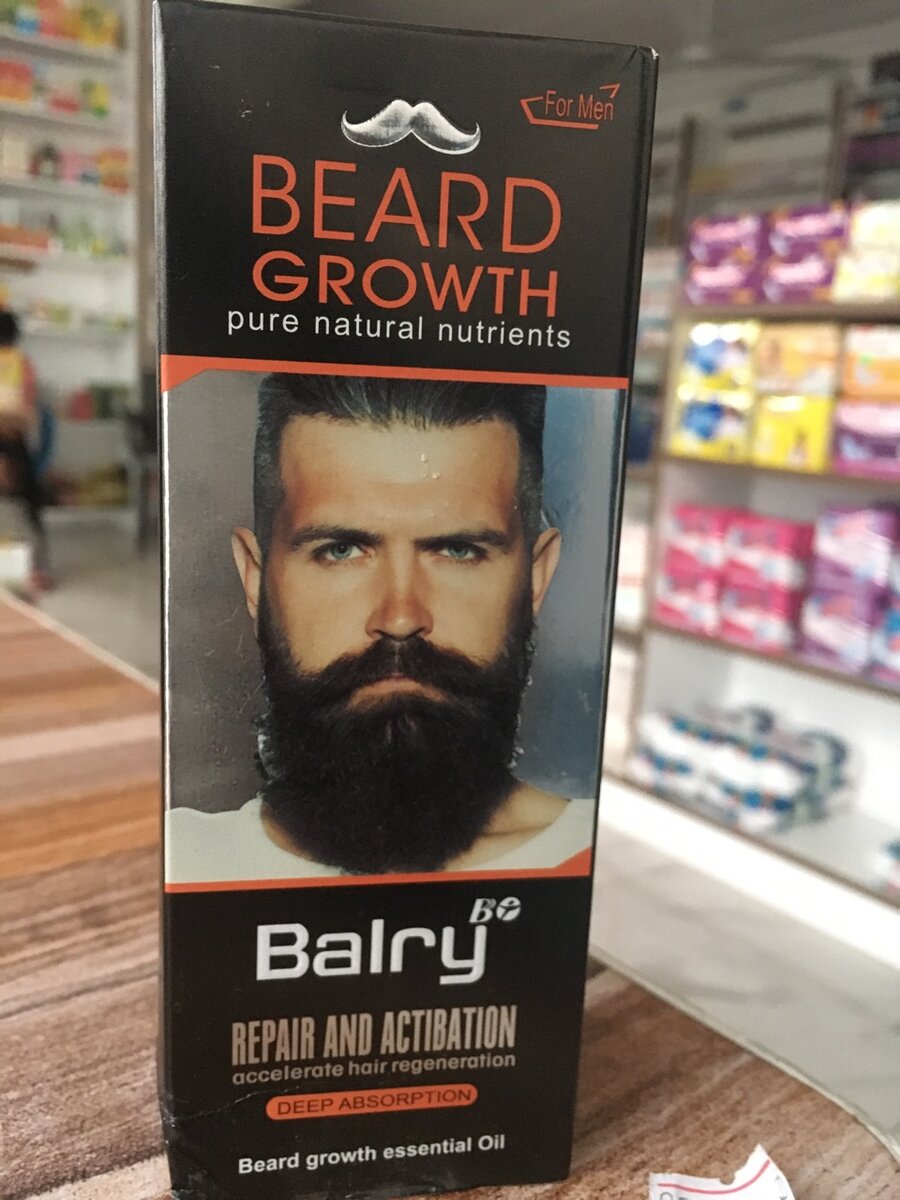 For Men
BEARD
GROWTH
pure natural nutrients
Balry
REPAIR AND ACTIBATION
accelerate hair regeneration
DEEP ABSORPTION
Beard growth essential Oil